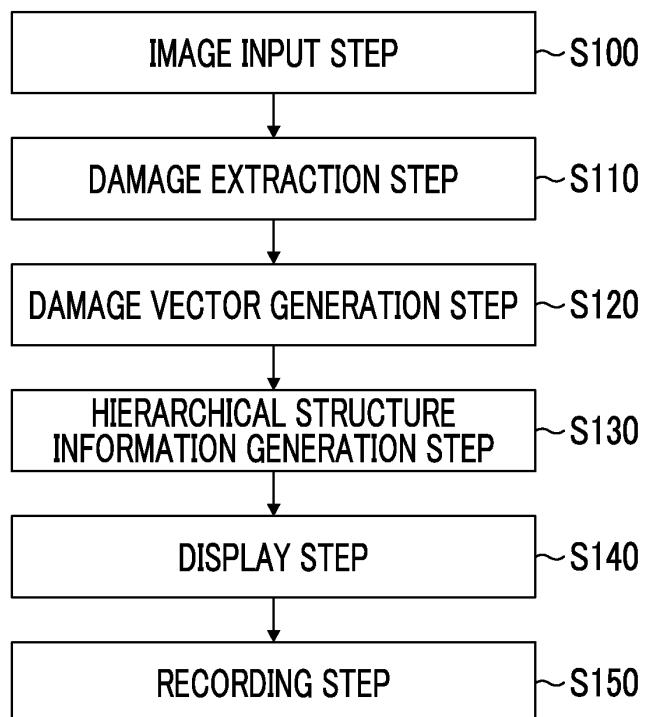 IMAGE INPUT STEP
S100
DAMAGE EXTRACTION STEP
S110
DAMAGE VECTOR GENERATION STEP
S120
HIERARCHICAL STRUCTURE
INFORMATION GENERATION STEP
S130
DISPLAY STEP
S140
RECORDING STEP
S150